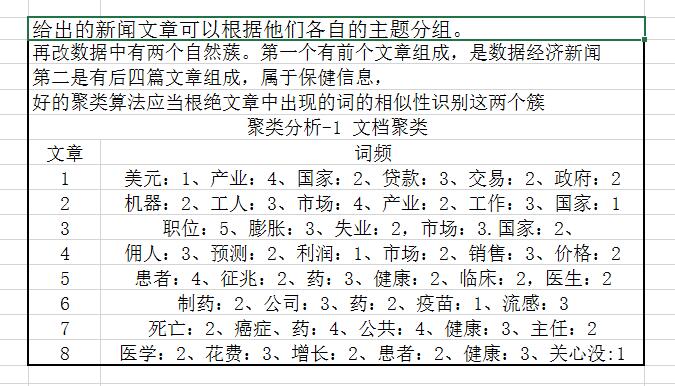 给出的新闻文章可以根据他们各自的主题分组。
再改数据中有两个自然蔟。第一个有前个文章组成，是数据经济新闻
第二是有后四篇文章组成，属于保健信息，
好的聚类算法应当根绝文章中出现的词的相似性识别这两个簇
聚类分析-1 文档聚类
文章 词频
1 美元：1、产业：4、国家：2、贷款：3、交易：2、政府：2
2 机器：2、工人：3、市场：4、产业：2、工作：3、国家：1
3 职位：5、膨胀：3、失业：2，市场：3.国家：2、
4 佣人：3、预测：2、利润：1、市场：2、销售：3、价格：2
5 患者：4、征兆：2、药：3、健康：2、临床：2，医生：2
6 制药：2、公司：3、药：2、疫苗：1、流感：3
7 死亡：2、癌症、药：4、公共：4、健康：3、主任：2
8 医学：2、花费：3、增长：2、患者：2、健康：3、关心没:1